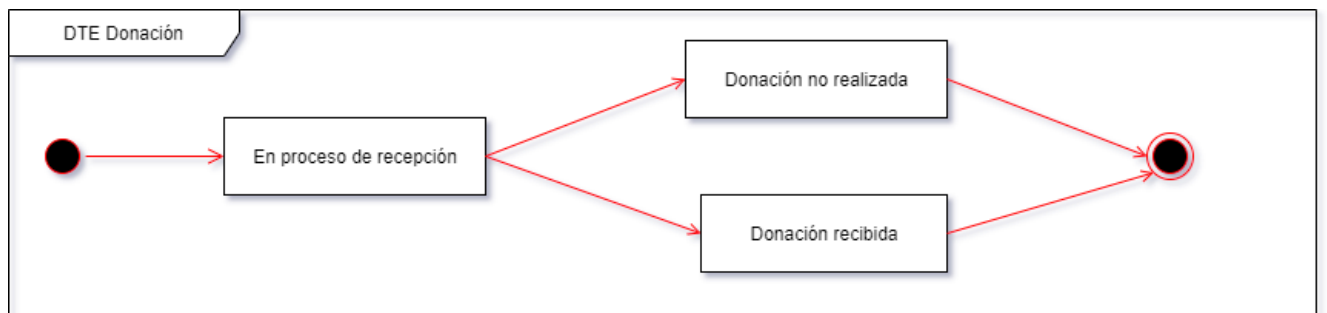 DTE Donación
Donación no realizada
En proceso de recepción
Donación recibida